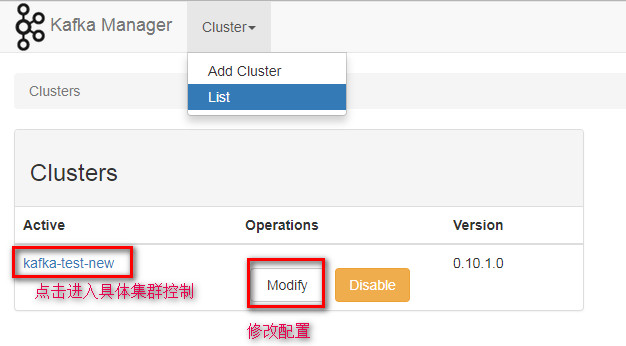 Kafka Manager
Cluster
Add Cluster
List
Clusters
Clusters
Active Operations Version
kafka-test-new 0.10.1.0
Modify Disable
点击进入具体集群控制
修改配置